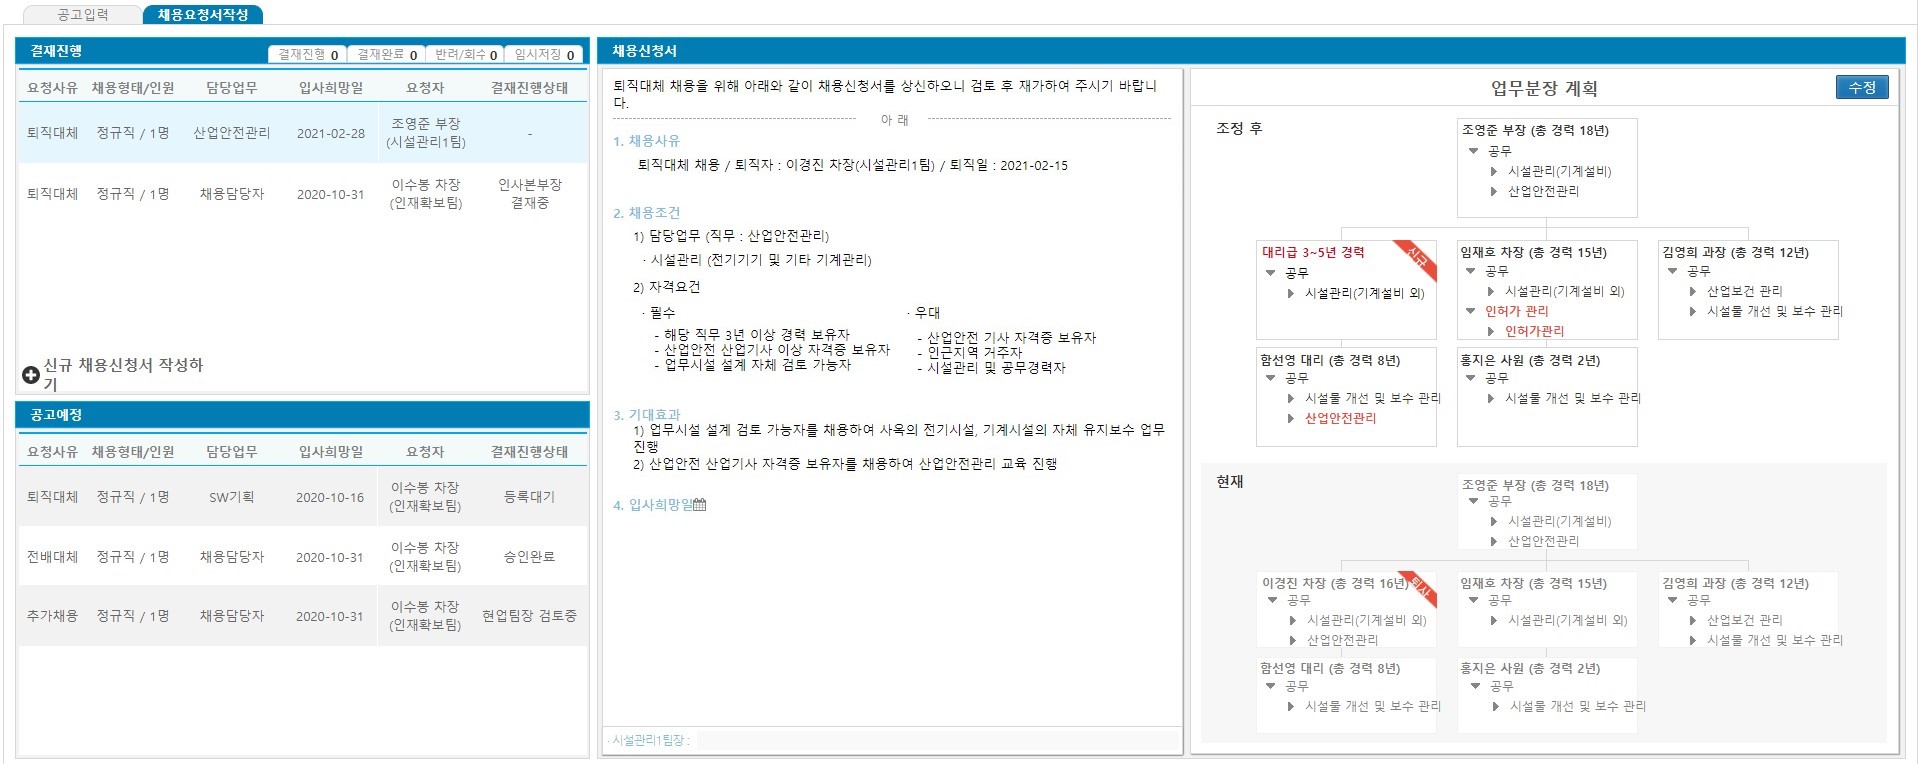 공고입력
채용요청서작성
결재진행
결재진행 0
결재완료 0
반려/회수 0
임시저장 0
요청사유 채용형태/인원 담당업무 입사희망일 요청자 결재진행상태
퇴직대체 정규직 / 1명 산업안전관리 2021-02-28 조영준 부장 -
(시설관리1팀)
퇴직대체 정규직 / 1명 채용담당자 2020-10-31 이수봉 차장 인사본부장
(인재확보팀) 결재중
신규 채용신청서 작성하
기
공고예정
요청사유 채용형태/인원 담당업무 입사희망일 요청자 결재진행상태
퇴직대체 정규직 / 1명 SW기획 2020-10-16 이수봉 차장 등록대기
(인재확보팀)
전배대체 정규직 / 1명 채용담당자 2020-10-31 이수봉 차장 승인완료
(인재확보팀)
추가채용 정규직 / 1명 채용담당자 2020-10-31 이수봉 차장 현업팀장 검토중
(인재확보팀)
채용신청서
퇴직대체 채용을 위해 아래와 같이 채용신청서를 상신하오니 검토 후 재가하여 주시기 바랍니
다.
아 래
1. 채용사유
퇴직대체 채용 / 퇴직자 : 이경진 차장(시설관리1팀) / 퇴직일 : 2021-02-15
2. 채용조건
1) 담당업무 (직무 : 산업안전관리)
· 시설관리 (전기기기 및 기타 기계관리)
2) 자격요건
· 필수
- 해당 직무 3년 이상 경력 보유자
- 산업안전 산업기사 이상 자격증 보유자
- 업무시설 설계 자체 검토 가능자
· 우대
- 산업안전 기사 자격증 보유자
- 인근지역 거주자
- 시설관리 및 공무경력자
3. 기대효과
1) 업무시설 설계 검토 가능자를 채용하여 사옥의 전기시설, 기계시설의 자체 유지보수 업무
진행
2) 산업안전 산업기사 자격증 보유자를 채용하여 산업안전관리 교육 진행
4. 입사희망일
· 시설관리1팀장 :
업무분장 계획
수정
조정 후
조영준 부장 (총 경력 18년)
공무
시설관리(기계설비)
산업안전관리
대리급 3~5년 경력
신규
공무
시설관리(기계설비 외)
임재호 차장 (총 경력 15년)
공무
시설관리(기계설비 외)
인허가 관리
인허가관리
김영희 과장 (총 경력 12년)
공무
산업보건 관리
시설물 개선 및 보수 관리
함선영 대리 (총 경력 8년)
공무
시설물 개선 및 보수 관리
산업안전관리
홍지은 사원 (총 경력 2년)
공무
시설물 개선 및 보수 관리
현재
조영준 부장 (총 경력 18년)
공무
시설관리(기계설비)
산업안전관리
이경진 차장 (총 경력 16년)
퇴사
공무
시설관리(기계설비 외)
산업안전관리
임재호 차장 (총 경력 15년)
공무
시설관리(기계설비 외)
김영희 과장 (총 경력 12년)
공무
산업보건 관리
시설물 개선 및 보수 관리
함선영 대리 (총 경력 8년)
공무
시설물 개선 및 보수 관리
홍지은 사원 (총 경력 2년)
공무
시설물 개선 및 보수 관리